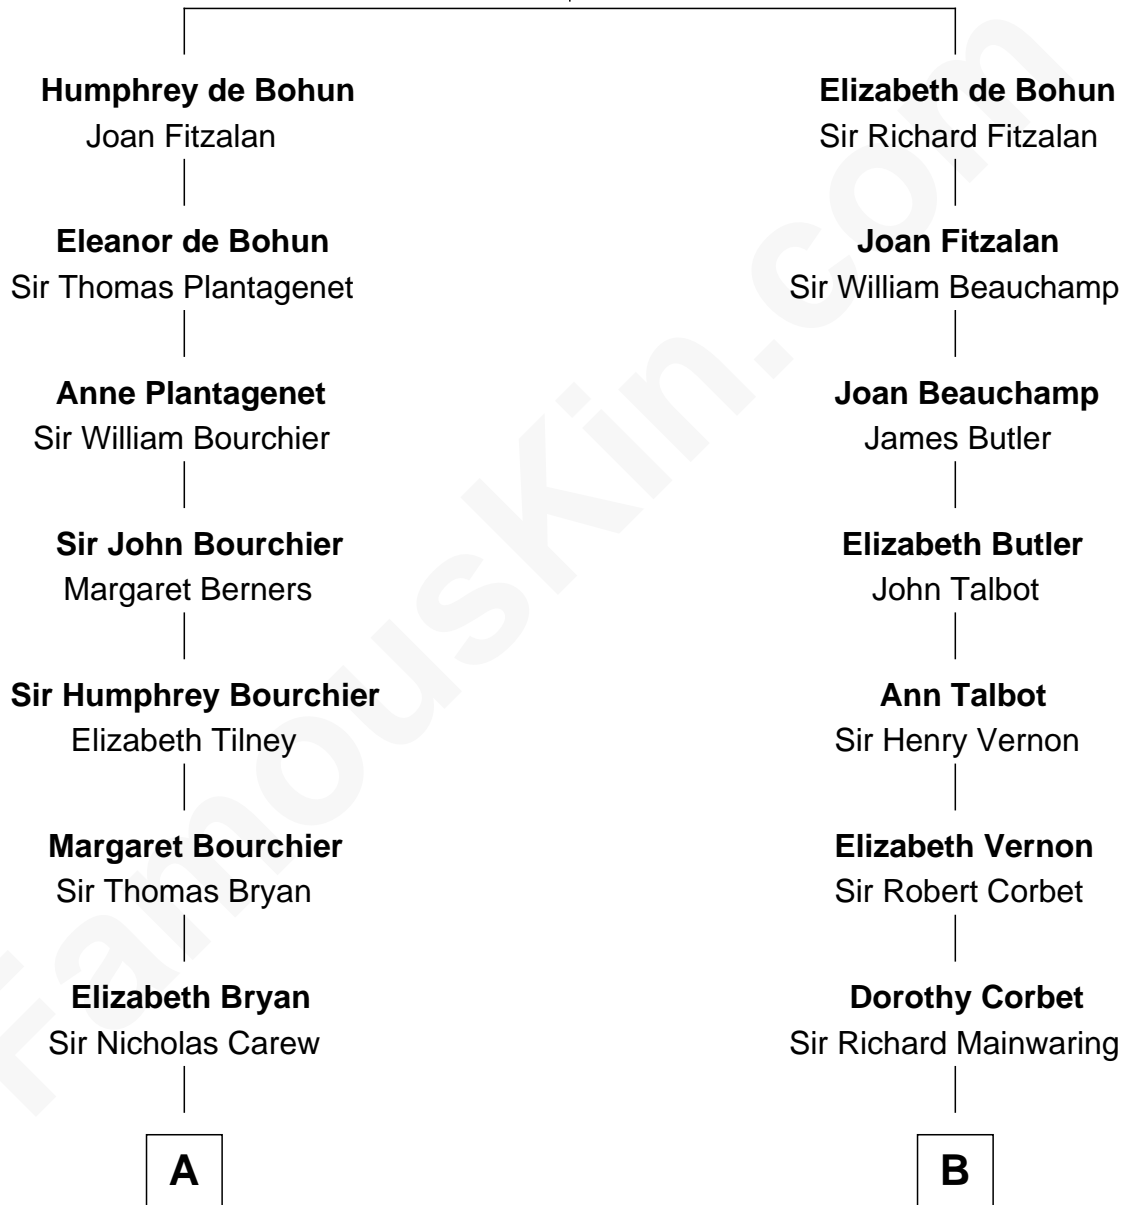 Humphrey de Bohun
Joan Fitzalan
Eleanor de Bohun
Sir Thomas Plantagenet
Anne Plantagenet
Sir William Bourchier
Sir John Bourchier
Margaret Berners
Sir Humphrey Bourchier
Elizabeth Tilney
Margaret Bourchier
Sir Thomas Bryan
Elizabeth Bryan
Sir Nicholas Carew
A
Elizabeth de Bohun
Sir Richard Fitzalan
Joan Fitzalan
Sir William Beauchamp
Joan Beauchamp
James Butler
Elizabeth Butler
John Talbot
Ann Talbot
Sir Henry Vernon
Elizabeth Vernon
Sir Robert Corbet
Dorothy Corbet
Sir Richard Mainwaring
B
FamousKin.com